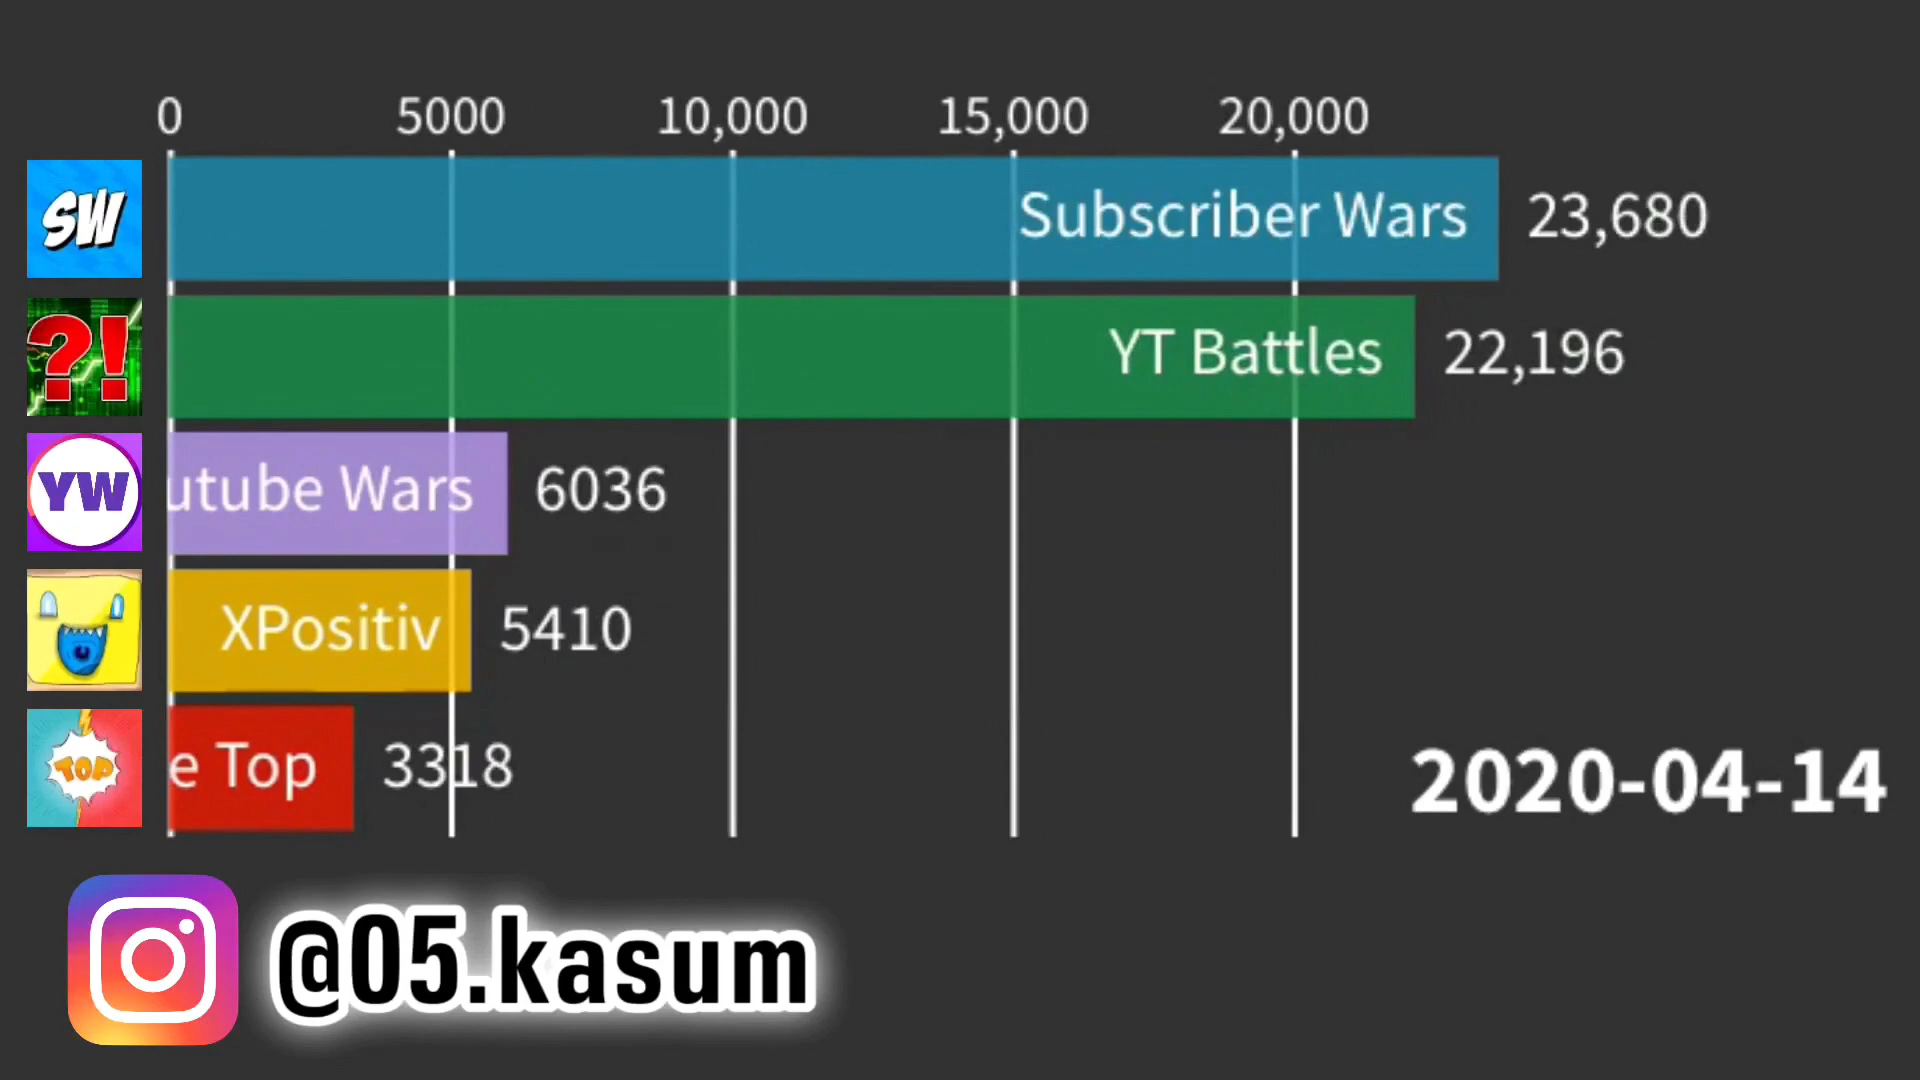 0 5000 10,000 15,000 20,000
SW Subscriber Wars 23,680
?! YT Battles 22,196
YW utube Wars 6036
XPositiv 5410
TOP e Top 3318
2020-04-14
@05.kasum